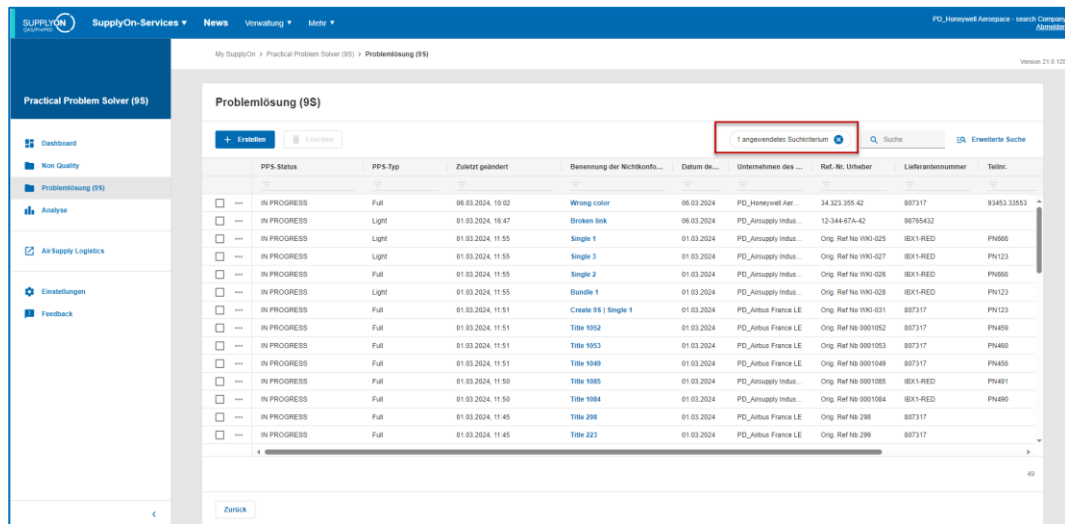 SUPPLYON
QAS/PrePRO
SupplyOn-Services ▾ News Verwaltung ▾ Mehr ▾
PD_Honeywell Aerospace - search Company
Abmelden
My SupplyOn > Practical Problem Solver (9S) > Problemlösung (9S)
Version 21.0.128
Practical Problem Solver (9S)
Dashboard
Non Quality
Problemlösung (9S)
Analyse
AirSupply Logistics
Einstellungen
Feedback
Problemlösung (9S)
+ Erstellen
Löschen
1 angewendetes Suchkriterium
Suche
Erweiterte Suche
PPS-Status PPS-Typ Zuletzt geändert Benennung der Nichtkonfo... Datum de... Unternehmen des ... Ref.-Nr. Urheber Lieferantennummer Teilnr.
IN PROGRESS Full 06.03.2024, 10:02 Wrong color 06.03.2024 PD_Honeywell Aer... 34.323.355.42 807317 93453.33553
IN PROGRESS Light 01.03.2024, 16:47 Broken link 06.03.2024 PD_Airsupply Indus... 12-344-67A-42 98765432
IN PROGRESS Light 01.03.2024, 11:55 Single 1 01.03.2024 PD_Airsupply Indus... Orig. Ref No WKI-025 IBX1-RED PN666
IN PROGRESS Light 01.03.2024, 11:55 Single 3 01.03.2024 PD_Airsupply Indus... Orig. Ref No WKI-027 IBX1-RED PN123
IN PROGRESS Full 01.03.2024, 11:55 Single 2 01.03.2024 PD_Airsupply Indus... Orig. Ref No WKI-026 IBX1-RED PN666
IN PROGRESS Light 01.03.2024, 11:55 Bundle 1 01.03.2024 PD_Airsupply Indus... Orig. Ref No WKI-028 IBX1-RED PN123
IN PROGRESS Full 01.03.2024, 11:51 Create 9S | Single 1 01.03.2024 PD_Airbus France LE Orig. Ref No WKI-031 807317 PN123
IN PROGRESS Full 01.03.2024, 11:51 Title 1052 01.03.2024 PD_Airbus France LE Orig. Ref Nb 0001052 807317 PN459
IN PROGRESS Full 01.03.2024, 11:51 Title 1053 01.03.2024 PD_Airbus France LE Orig. Ref Nb 0001053 807317 PN460
IN PROGRESS Full 01.03.2024, 11:51 Title 1049 01.03.2024 PD_Airbus France LE Orig. Ref Nb 0001049 807317 PN456
IN PROGRESS Full 01.03.2024, 11:50 Title 1085 01.03.2024 PD_Airsupply Indus... Orig. Ref Nb 0001085 IBX1-RED PN491
IN PROGRESS Full 01.03.2024, 11:50 Title 1084 01.03.2024 PD_Airsupply Indus... Orig. Ref Nb 0001084 IBX1-RED PN490
IN PROGRESS Full 01.03.2024, 11:45 Title 298 01.03.2024 PD_Airbus France LE Orig. Ref Nb 298 807317
IN PROGRESS Full 01.03.2024, 11:45 Title 223 01.03.2024 PD_Airbus France LE Orig. Ref Nb 299 807317
49
Zurück